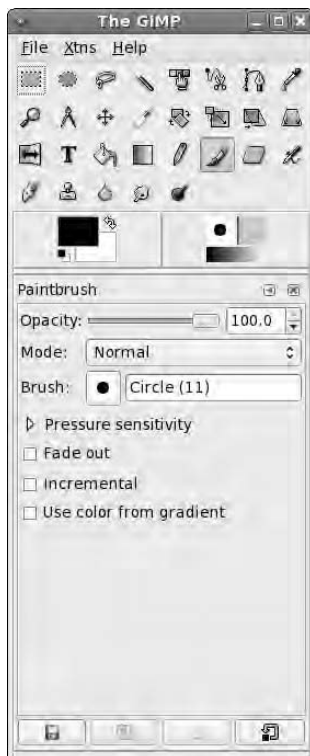 The GIMP
File Xtns Help
Paintbrush
Opacity: 100.0
Mode: Normal
Brush: Circle (11)
Pressure sensitivity
Fade out
Incremental
Use color from gradient